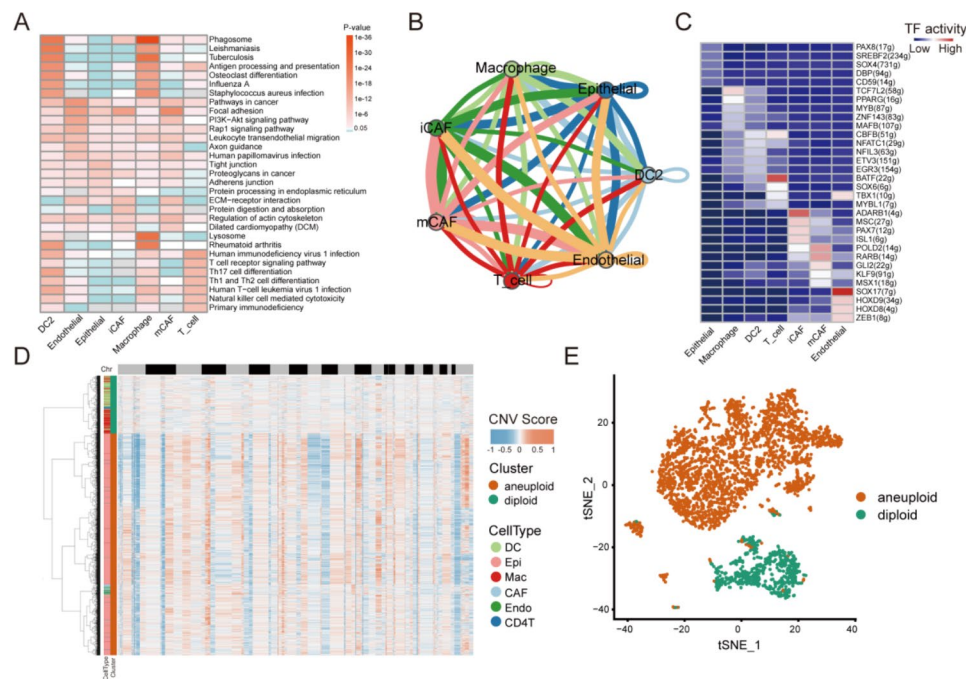 A
P-value
1e-36
1e-30
1e-24
1e-18
1e-12
0.05
Phagosome
Leishmaniasis
Tuberculosis
Antigen processing and presentation
Osteoclast differentiation
Influenza A
Staphylococcus aureus infection
Pathways in cancer
Focal adhesion
PI3K-Akt signaling pathway
Rap1 signaling pathway
Leukocyte transendothelial migration
Axon guidance
Human papillomavirus infection
Tight junction
Proteoglycans in cancer
Adherens junction
Protein processing in endoplasmic reticulum
ECM-receptor interaction
Protein digestion and absorption
Regulation of actin cytoskeleton
Dilated cardiomyopathy (DCM)
Lysosome
Rheumatoid arthritis
Human immunodeficiency virus 1 infection
T cell receptor signaling pathway
Th17 cell differentiation
Th1 and Th2 cell differentiation
Human T-cell leukemia virus 1 infection
Natural killer cell mediated cytotoxicity
Primary immunodeficiency
DC2
Endothelial
Epithelial
iCAF
Macrophage
mCAF
T_cell
B
Macrophage
Epithelial
iCAF
DC2
mCAF
Endothelial
T_cell
C
TF activity
Low High
PAX8(17g)
SREBF2(234g)
SOX4(731g)
DBP(94g)
CD59(14g)
TCF7L2(58g)
PPARG(16g)
MYB(87g)
ZNF143(83g)
MAFB(107g)
CBFB(51g)
NFATC1(29g)
NFIL3(63g)
ETV3(151g)
EGR3(154g)
BATF(22g)
SOX6(6g)
TBX1(10g)
MYBL1(7g)
ADARB1(4g)
MSC(27g)
PAX7(12g)
ISL1(6g)
POLD2(14g)
RARB(14g)
GLI2(22g)
KLF9(91g)
MSX1(18g)
SOX17(7g)
HOXD9(34g)
HOXD8(4g)
ZEB1(8g)
Epithelial
Macrophage
DC2
T_cell
iCAF
mCAF
Endothelial
D
Chr
CNV Score
-1 -0.5 0 0.5 1
Cluster
aneuploid
diploid
CellType
DC
Epi
Mac
CAF
Endo
CD4T
CellType
Cluster
E
tSNE_2
20
0
−20
−40
−40 −20 0 20 40
tSNE_1
aneuploid
diploid